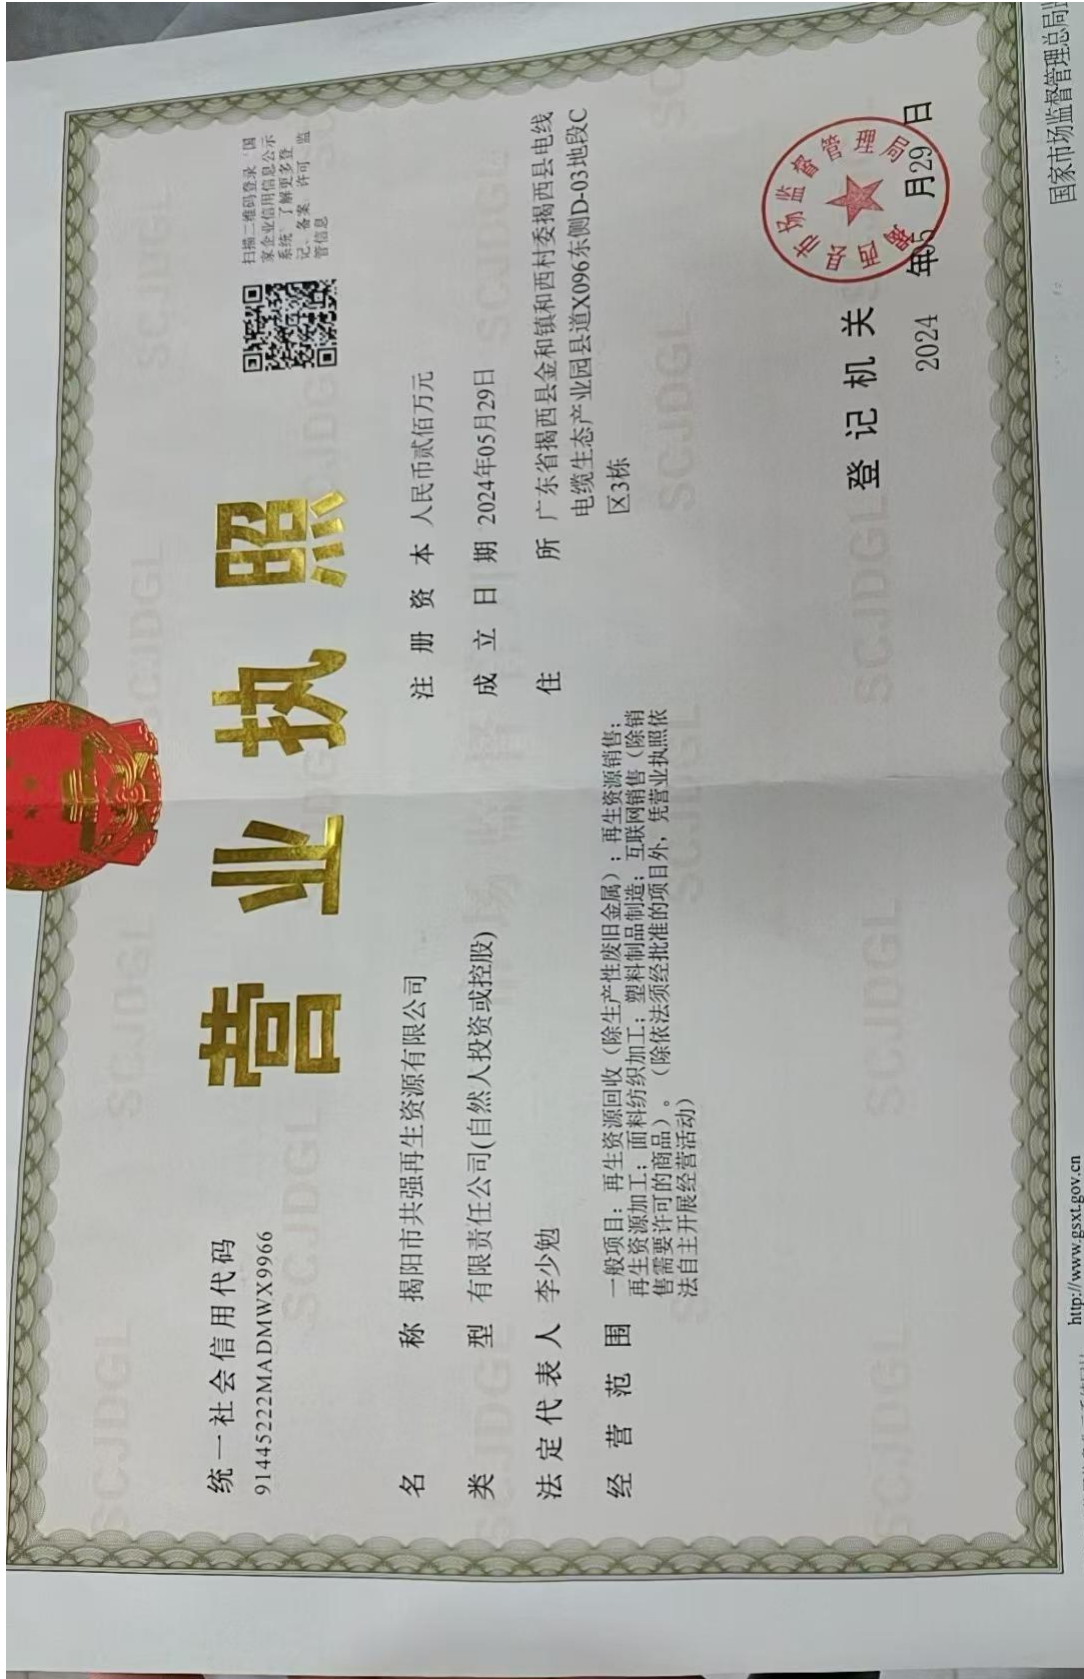 营业执照
统一社会信用代码
91445222MADMWX9966
扫描二维码登录‘国
家企业信用信息公示
系统’了解更多登
记、备案、许可、监
管信息
名 称 揭阳市共强再生资源有限公司
类 型 有限责任公司(自然人投资或控股)
法定代表人 李少勉
经营范围 一般项目：再生资源回收（除生产性废旧金属）；再生资源销售；
再生资源加工；面料纺织加工；塑料制品制造；互联网销售（除销
售需要许可的商品）。（除依法须经批准的项目外，凭营业执照依
法自主开展经营活动）
注册资本 人民币贰佰万元
成立日期 2024年05月29日
住 所 广东省揭西县金和镇和西村委揭西县电线
电缆生态产业园县道X096东侧D-03地段C
区3栋
登记机关
揭西县市场监督管理局
2024 年05 月29 日
http://www.gsxt.gov.cn
国家市场监督管理总局监